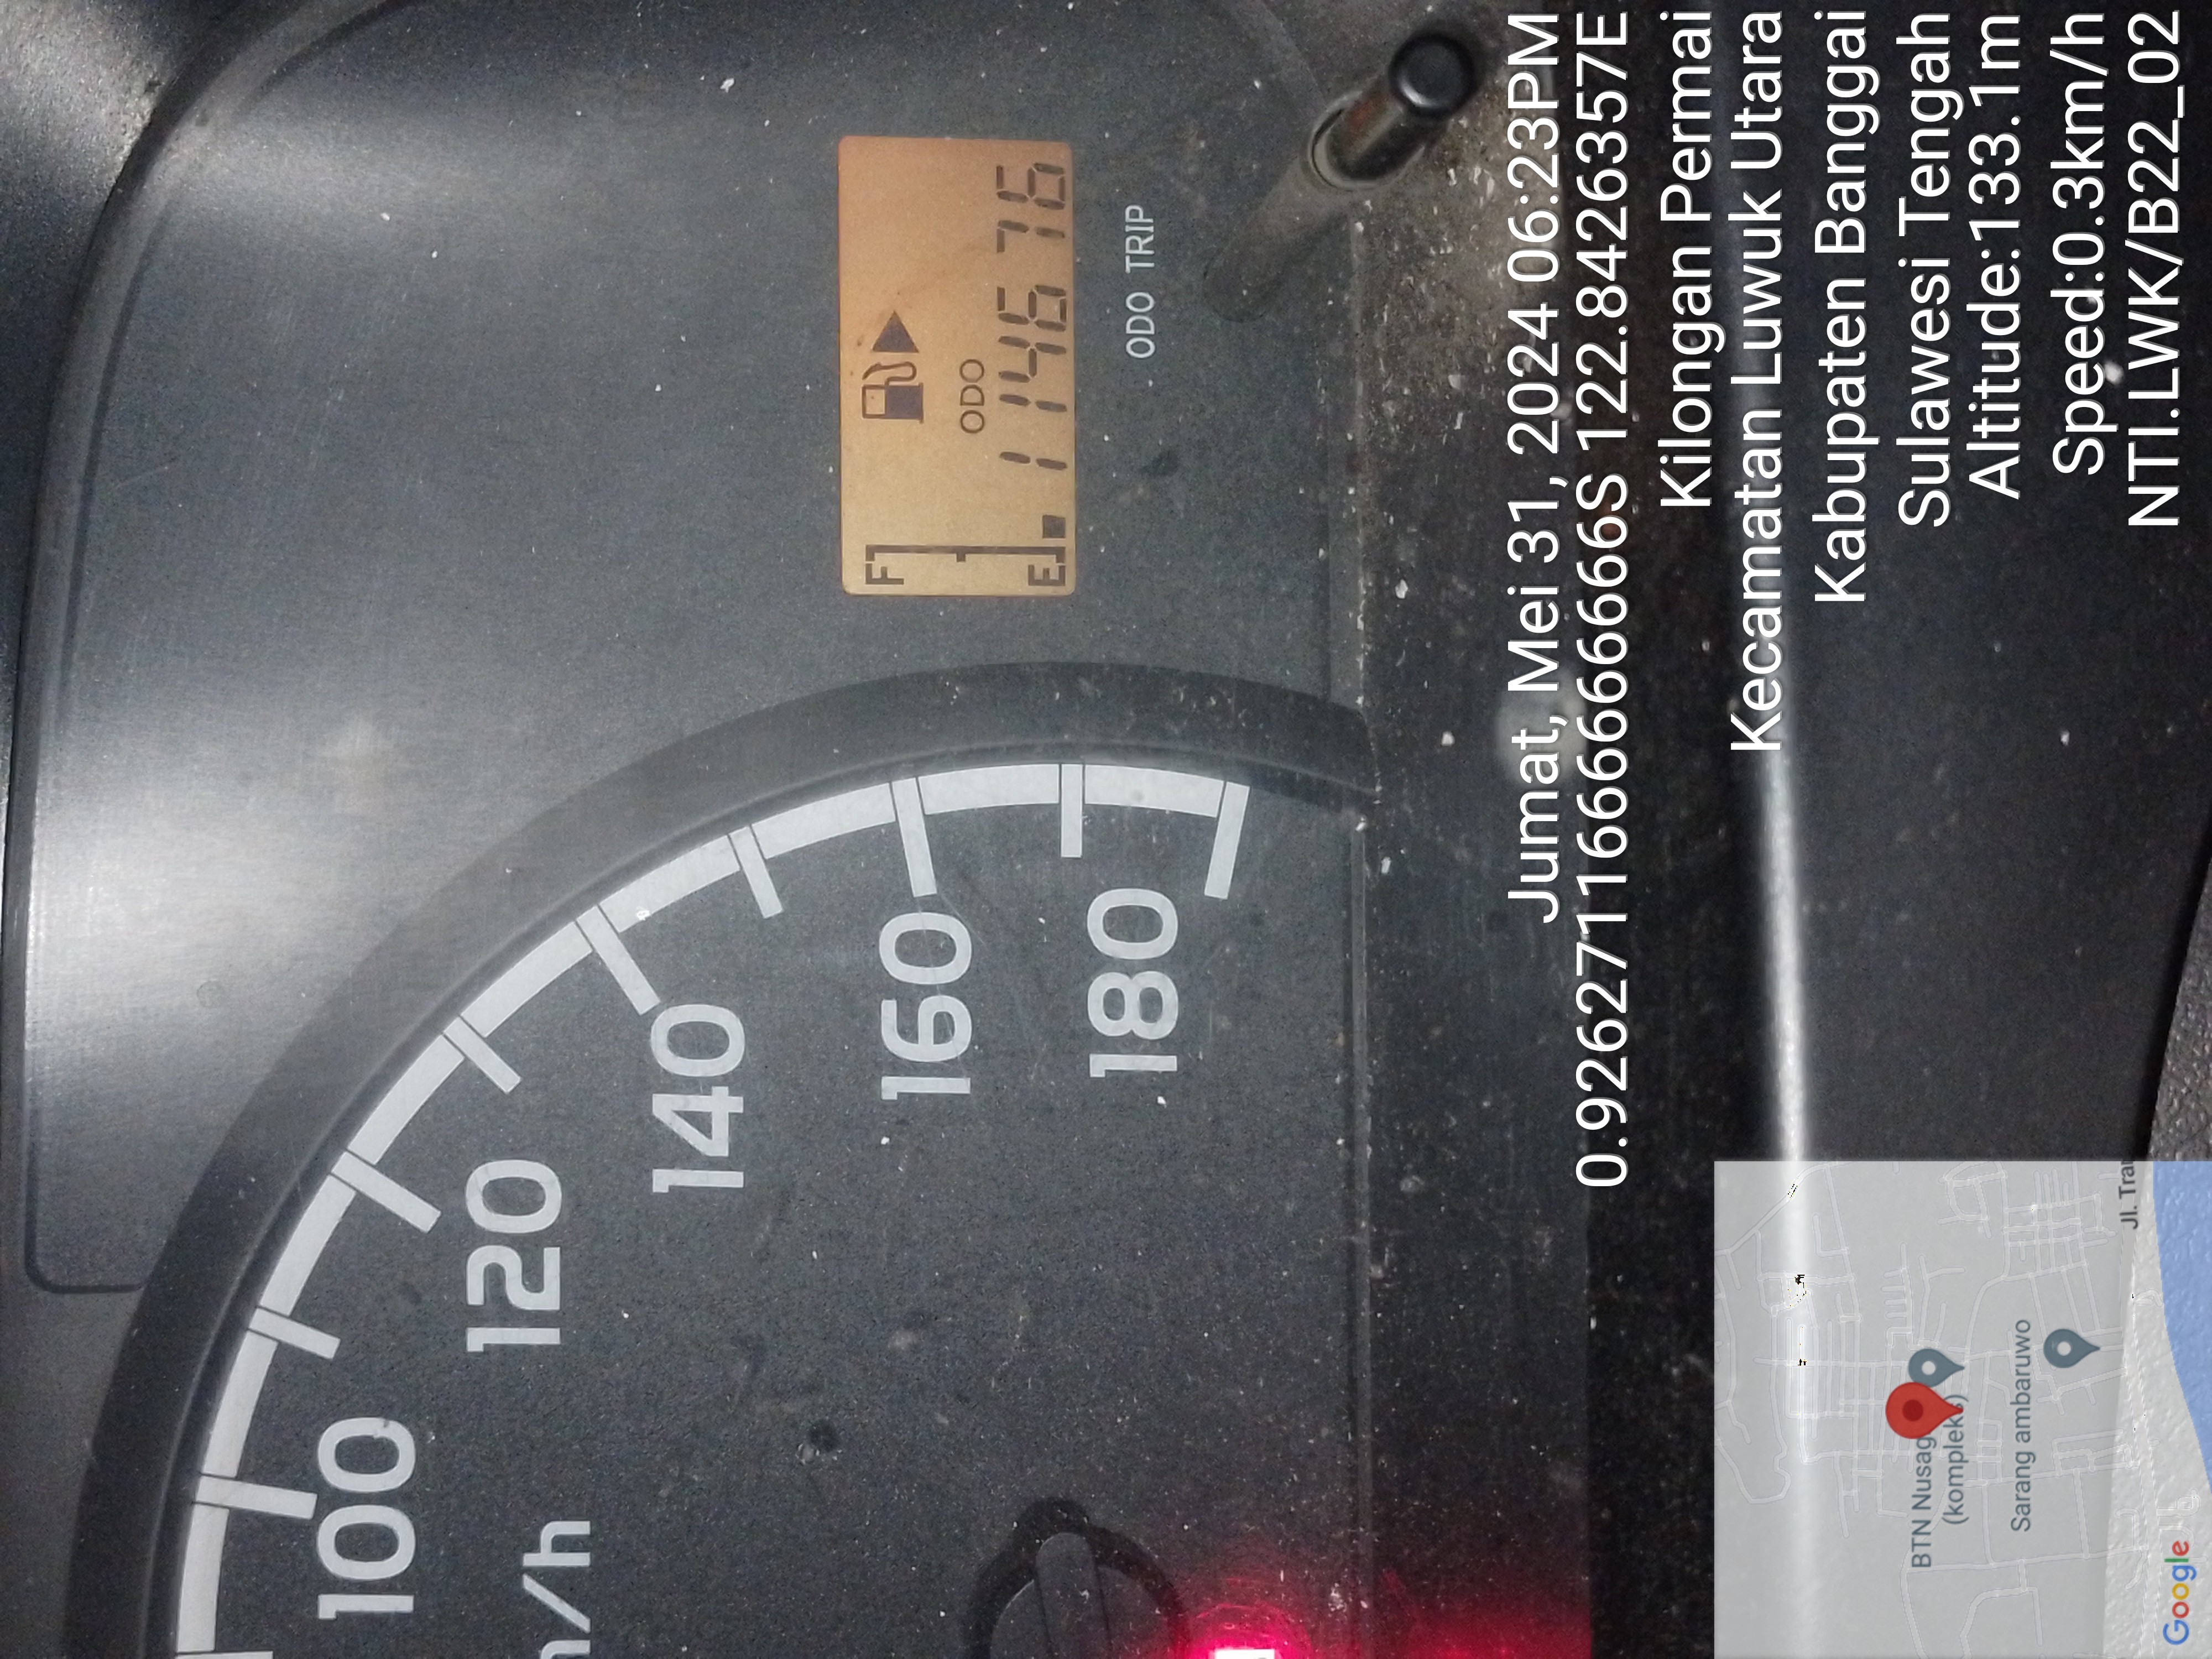 100
120
140
160
180
m/h
F
E
ODO
114676
ODO TRIP
Jumat, Mei 31, 2024 06:23PM
0.9262711666666666S 122.84263357E
Kilongan Permai
Kecamatan Luwuk Utara
Kabupaten Banggai
Sulawesi Tengah
Altitude:133.1m
Speed:0.3km/h
NTI.LWK/B22_02
BTN Nusag
(kompleks)
Sarang ambaruwo
Jl. Tra
Google